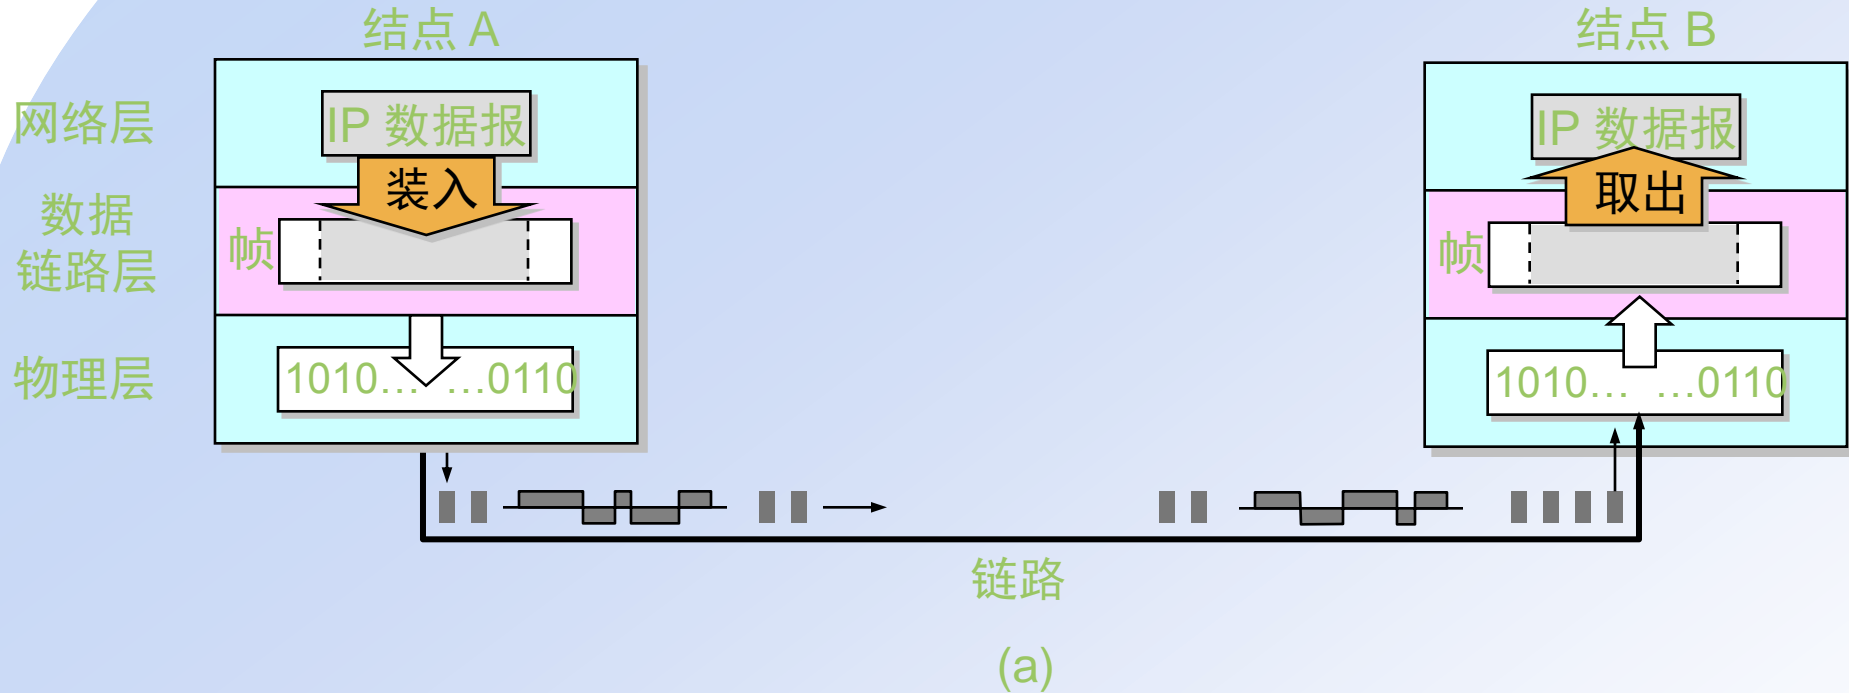 结点 A
结点 B
网络层
IP 数据报
IP 数据报
装入
取出
数据
链路层
帧
帧
物理层
1010… …0110
1010… …0110
链路
(a)